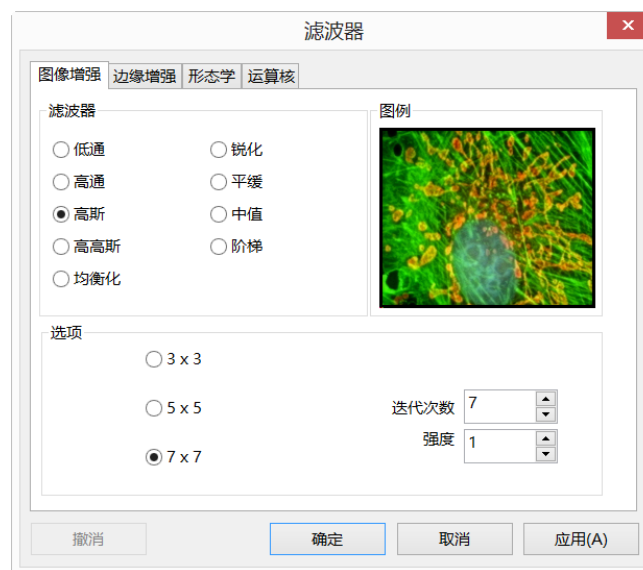 滤波器
图像增强 边缘增强 形态学 运算核
滤波器
低通
高通
高斯
高高斯
均衡化
锐化
平缓
中值
阶梯
图例
选项
3 x 3
5 x 5
7 x 7
迭代次数 7
强度 1
撤消 确定 取消 应用(A)